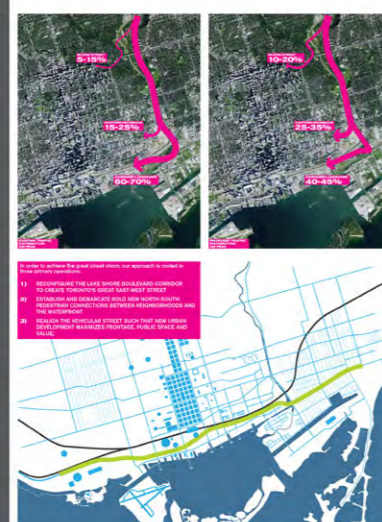 5-15%
15-25%
60-70%
10-20%
25-35%
40-45%
In order to achieve the great street vision, our approach is rooted in
three primary operations:
1) RECONFIGURE THE LAKE SHORE BOULEVARD CORRIDOR
TO CREATE TORONTO'S GREAT EAST-WEST STREET
2) ESTABLISH AND DEMARCATE BOLD NEW NORTH-SOUTH
PEDESTRIAN CONNECTIONS BETWEEN NEIGHBORHOODS AND
THE WATERFRONT
3) REALIGN THE VEHICULAR STREET SUCH THAT NEW URBAN
DEVELOPMENT MAXIMIZES FRONTAGE, PUBLIC SPACE AND
VALUE.